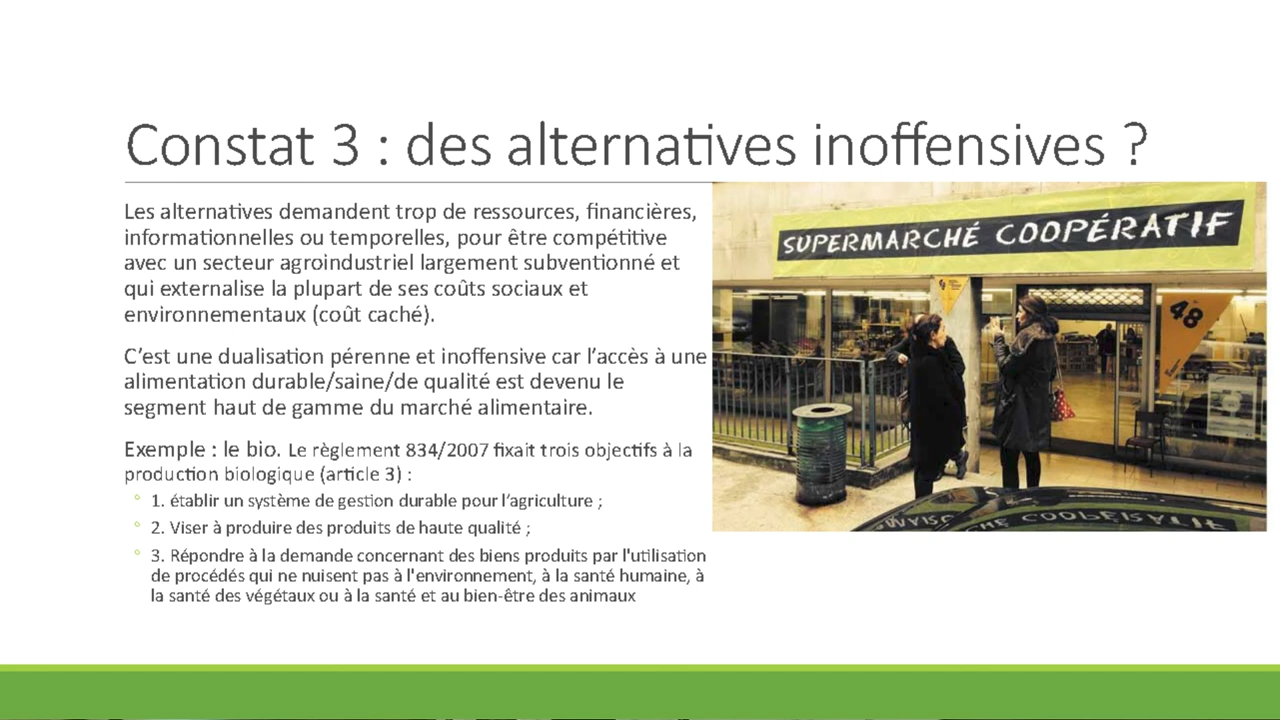 Constat 3 : des alternatives inoffensives ?
Les alternatives demandent trop de ressources, financières,
informationnelles ou temporelles, pour être compétitive
avec un secteur agroindustriel largement subventionné et
qui externalise la plupart de ses coûts sociaux et
environnementaux (coût caché).
C’est une dualisation pérenne et inoffensive car l’accès à une
alimentation durable/saine/de qualité est devenu le
segment haut de gamme du marché alimentaire.
Exemple : le bio. Le règlement 834/2007 fixait trois objectifs à la
production biologique (article 3) :
1. établir un système de gestion durable pour l’agriculture ;
2. Viser à produire des produits de haute qualité ;
3. Répondre à la demande concernant des biens produits par l'utilisation
de procédés qui ne nuisent pas à l'environnement, à la santé humaine, à
la santé des végétaux ou à la santé et au bien-être des animaux
SUPERMARCHÉ COOPÉRATIF
48